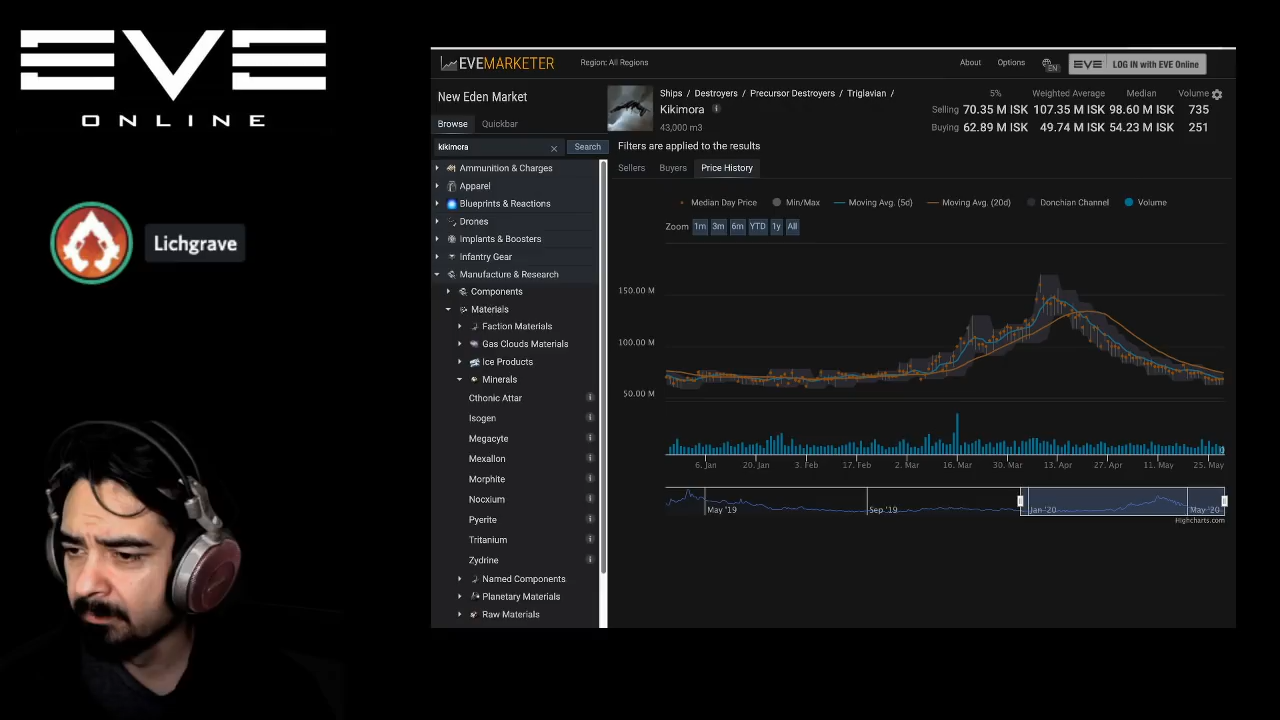 EVE
ONLINE
Lichgrave
EVEMARKETER
Region: All Regions
About
Options
EN
EVE
LOG IN with EVE Online
New Eden Market
Browse
Quickbar
kikimora
Search
Ammunition & Charges
Apparel
Blueprints & Reactions
Drones
Implants & Boosters
Infantry Gear
Manufacture & Research
Components
Materials
Faction Materials
Gas Clouds Materials
Ice Products
Minerals
Cthonic Attar
Isogen
Megacyte
Mexallon
Morphite
Nocxium
Pyerite
Tritanium
Zydrine
Named Components
Planetary Materials
Raw Materials
Ships / Destroyers / Precursor Destroyers / Triglavian /
Kikimora
43,000 m3
5% Weighted Average Median Volume
Selling 70.35 M ISK 107.35 M ISK 98.60 M ISK 735
Buying 62.89 M ISK 49.74 M ISK 54.23 M ISK 251
Filters are applied to the results
Sellers Buyers Price History
Median Day Price Min/Max Moving Avg. (5d) Moving Avg. (20d) Donchian Channel Volume
Zoom 1m 3m 6m YTD 1y All
150.00 M
100.00 M
50.00 M
0
6. Jan 20. Jan 3. Feb 17. Feb 2. Mar 16. Mar 30. Mar 13. Apr 27. Apr 11. May 25. May
May '19 Sep '19 Jan '20 May '20
Highcharts.com